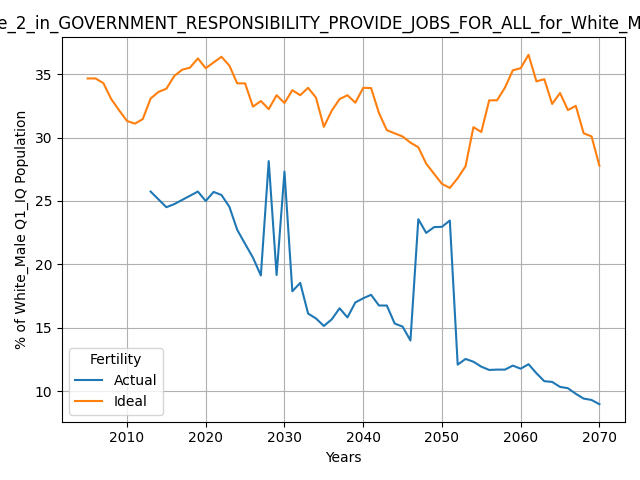 e_2_in_GOVERNMENT_RESPONSIBILITY_PROVIDE_JOBS_FOR_ALL_for_White_M
% of White_Male Q1_IQ Population
35
30
25
20
15
10
Fertility
Actual
Ideal
2010 2020 2030 2040 2050 2060 2070
Years